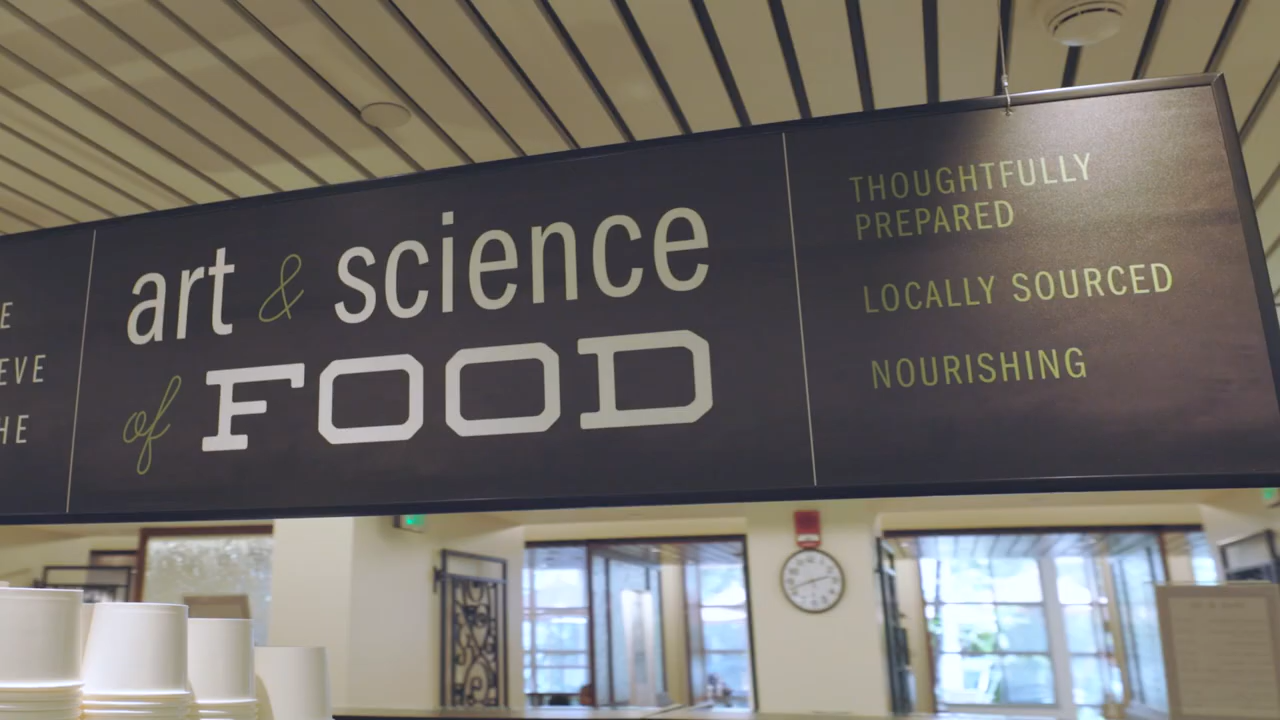 art & science
of FOOD
THOUGHTFULLY
PREPARED
LOCALLY SOURCED
NOURISHING